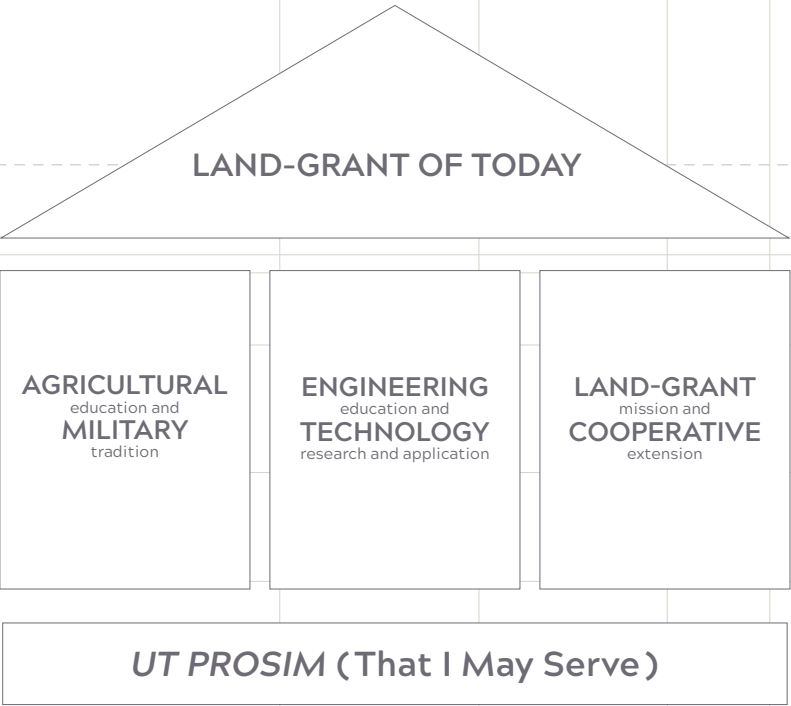 LAND-GRANT OF TODAY
AGRICULTURAL
education and
MILITARY
tradition
ENGINEERING
education and
TECHNOLOGY
research and application
LAND-GRANT
mission and
COOPERATIVE
extension
UT PROSIM (That I May Serve)